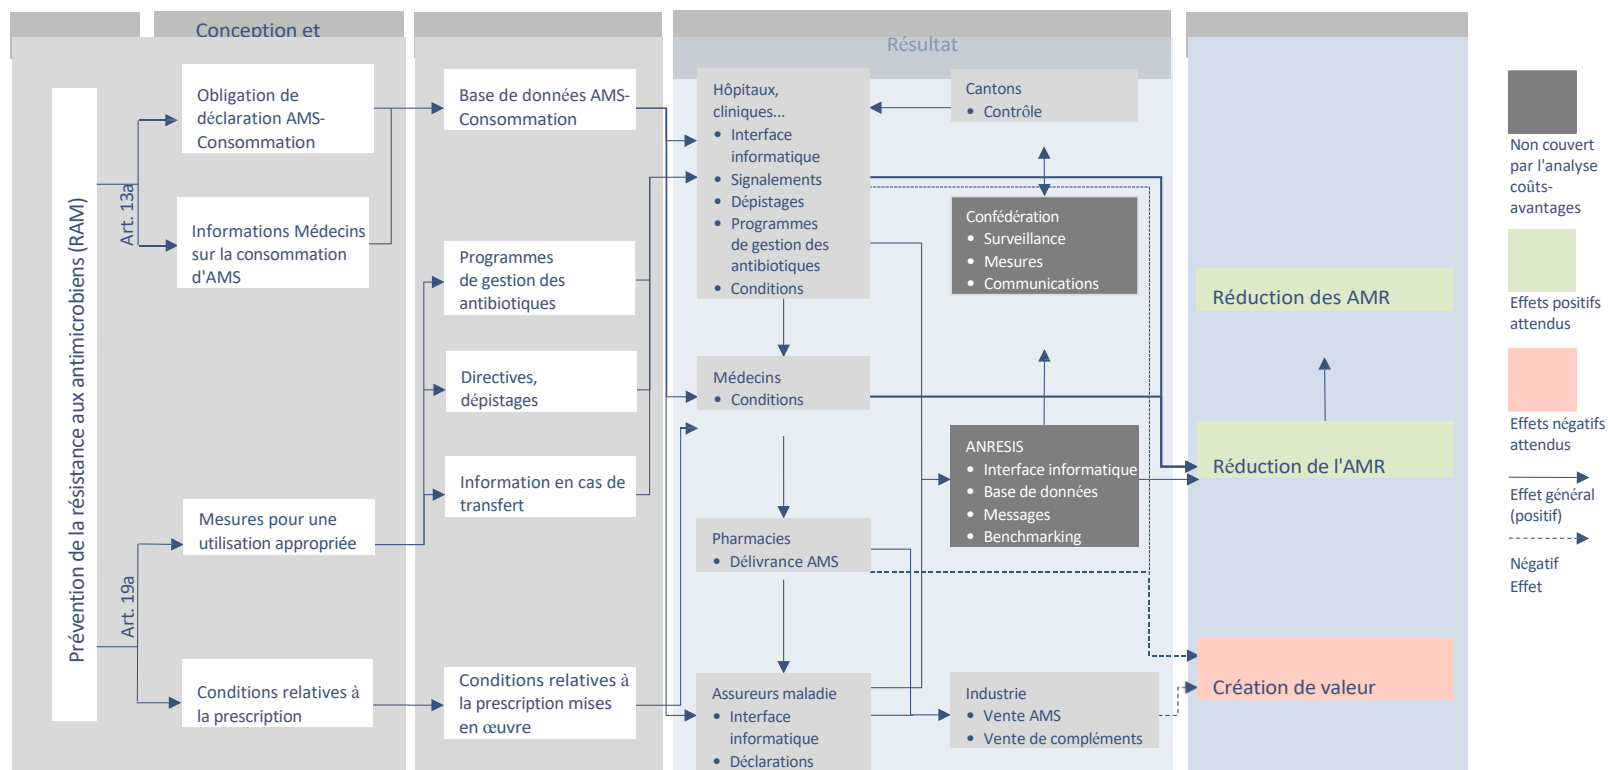 Conception et
Résultat
Prévention de la résistance aux antimicrobiens (RAM)
Art. 13a
Art. 19a
Obligation de
déclaration AMS-
Consommation
Informations Médecins
sur la consommation
d'AMS
Mesures pour une
utilisation appropriée
Conditions relatives à
la prescription
Base de données AMS-
Consommation
Programmes
de gestion des
antibiotiques
Directives,
dépistages
Information en cas de
transfert
Conditions relatives à
la prescription mises
en œuvre
Hôpitaux,
cliniques...
• Interface
informatique
• Signalements
• Dépistages
• Programmes
de gestion des
antibiotiques
• Conditions
Médecins
• Conditions
Pharmacies
• Délivrance AMS
Assureurs maladie
• Interface
informatique
• Déclarations
Cantons
• Contrôle
Confédération
• Surveillance
• Mesures
• Communications
ANRESIS
• Interface informatique
• Base de données
• Messages
• Benchmarking
Industrie
• Vente AMS
• Vente de compléments
Réduction des AMR
Réduction de l'AMR
Création de valeur
Non couvert
par l'analyse
coûts-
avantages
Effets positifs
attendus
Effets négatifs
attendus
Effet général
(positif)
Négatif
Effet